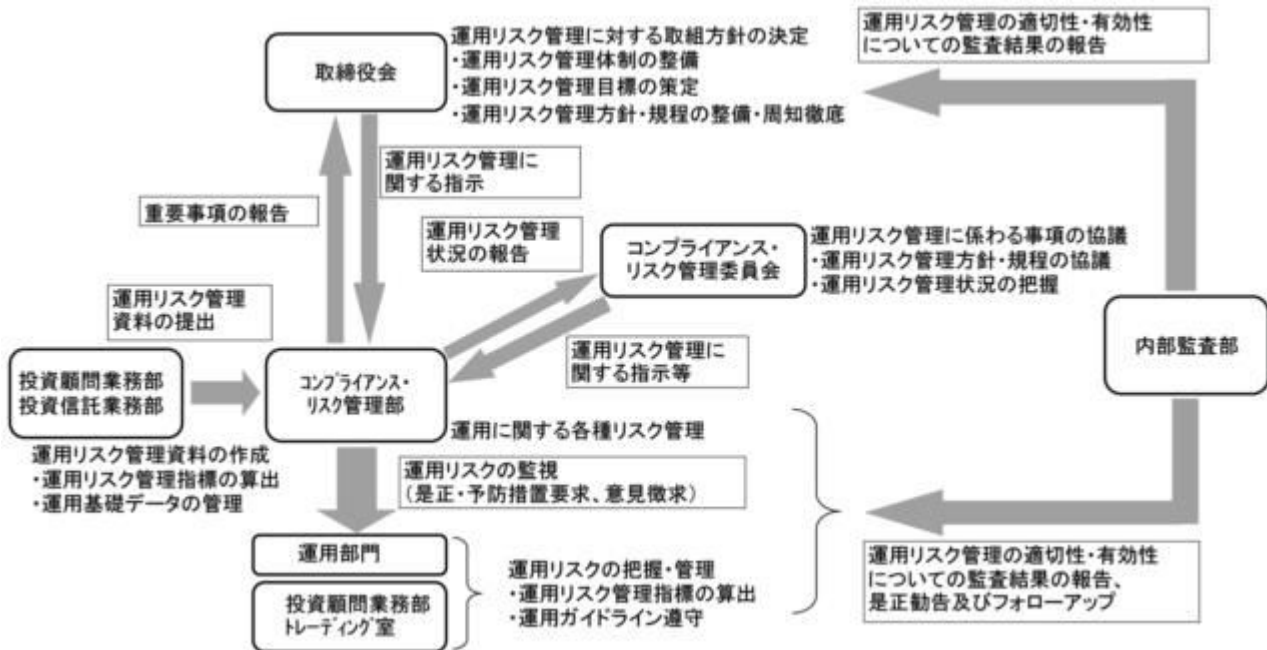 取締役会
運用リスク管理に対する取組方針の決定
・運用リスク管理体制の整備
・運用リスク管理目標の策定
・運用リスク管理方針・規程の整備・周知徹底
運用リスク管理の適切性・有効性
についての監査結果の報告
運用リスク管理に
関する指示
重要事項の報告
運用リスク管理
状況の報告
コンプライアンス・
リスク管理委員会
運用リスク管理に係わる事項の協議
・運用リスク管理方針・規程の協議
・運用リスク管理状況の把握
運用リスク管理
資料の提出
運用リスク管理に
関する指示等
内部監査部
投資顧問業務部
投資信託業務部
ｺﾝﾌﾟﾗｲｱﾝｽ・
ﾘｽｸ管理部
運用に関する各種リスク管理
運用リスク管理資料の作成
・運用リスク管理指標の算出
・運用基礎データの管理
運用リスクの監視
（是正・予防措置要求、意見徴求）
運用部門
投資顧問業務部
ﾄﾚｰﾃﾞｨﾝｸﾞ室
運用リスクの把握・管理
・運用リスク管理指標の算出
・運用ガイドライン遵守
運用リスク管理の適切性・有効性
についての監査結果の報告、
是正勧告及びフォローアップ